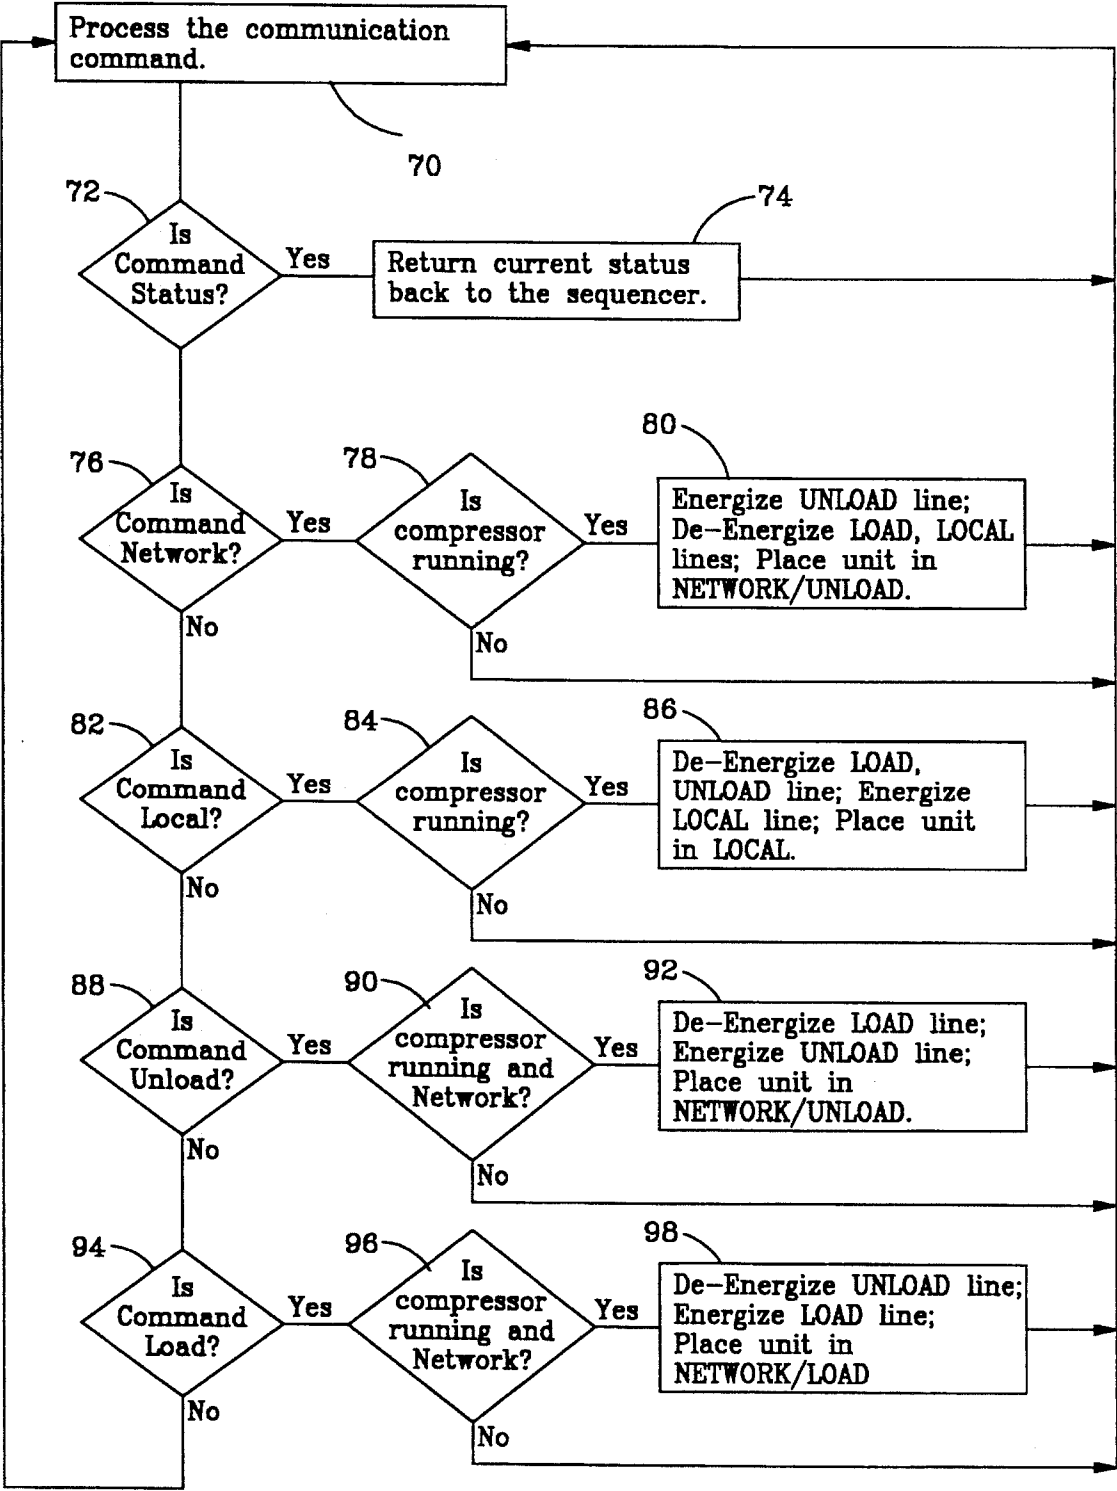 Process the communication
command.
70
72
Is
Command
Status?
Yes
74
Return current status
back to the sequencer.
76
Is
Command
Network?
Yes
No
78
Is
compressor
running?
Yes
No
80
Energize UNLOAD line;
De-Energize LOAD, LOCAL
lines; Place unit in
NETWORK/UNLOAD.
82
Is
Command
Local?
Yes
No
84
Is
compressor
running?
Yes
No
86
De-Energize LOAD,
UNLOAD line; Energize
LOCAL line; Place unit
in LOCAL.
88
Is
Command
Unload?
Yes
No
90
Is
compressor
running and
Network?
Yes
No
92
De-Energize LOAD line;
Energize UNLOAD line;
Place unit in
NETWORK/UNLOAD.
94
Is
Command
Load?
Yes
No
96
Is
compressor
running and
Network?
Yes
No
98
De-Energize UNLOAD line;
Energize LOAD line;
Place unit in
NETWORK/LOAD